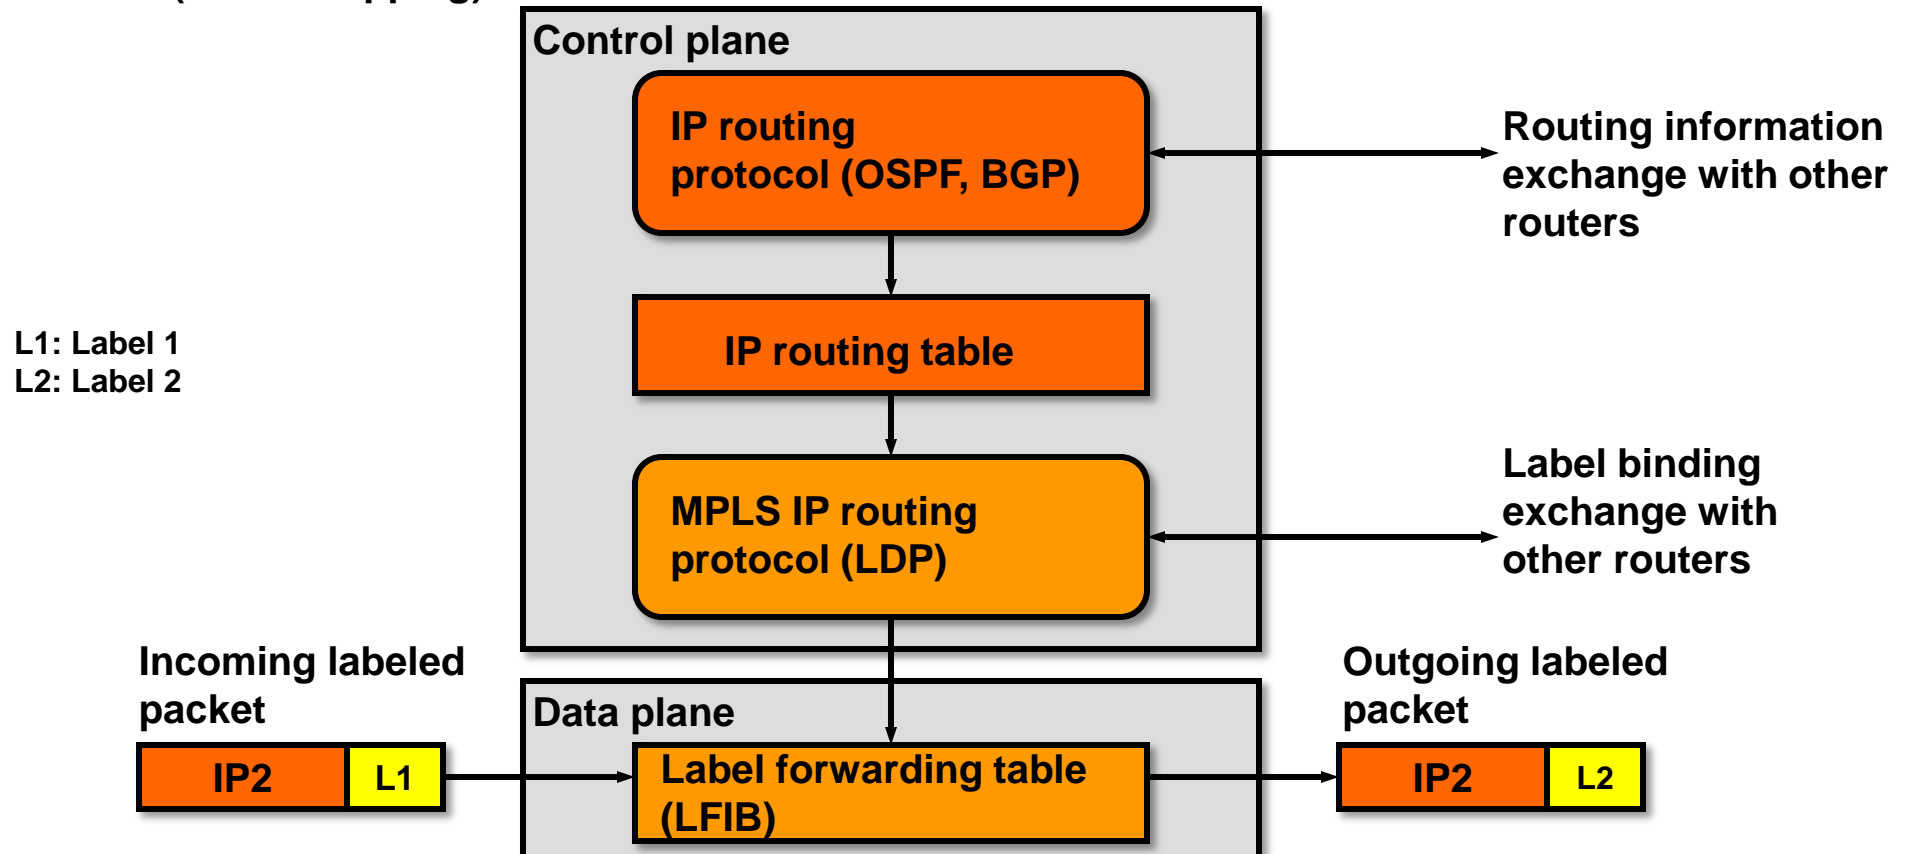 Control plane
IP routing
protocol (OSPF, BGP)
Routing information
exchange with other
routers
IP routing table
L1: Label 1
L2: Label 2
MPLS IP routing
protocol (LDP)
Label binding
exchange with
other routers
Incoming labeled
packet
Outgoing labeled
packet
Data plane
IP2 L1
Label forwarding table
(LFIB)
IP2 L2